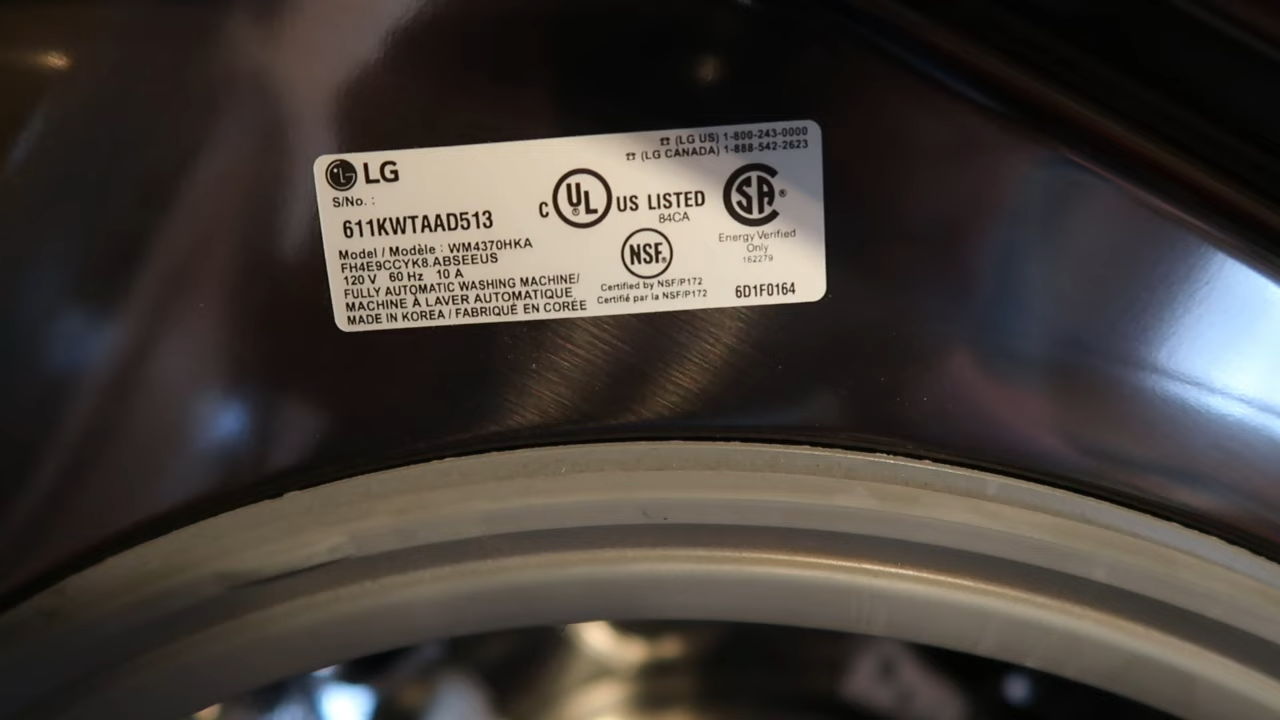 LG
S/No. :
611KWTAAD513
Model / Modèle : WM4370HKA
FH4E9CCYK8.ABSEEUS
120 V 60 Hz 10 A
FULLY AUTOMATIC WASHING MACHINE/
MACHINE À LAVER AUTOMATIQUE
MADE IN KOREA / FABRIQUÉ EN CORÉE
C UL ® US LISTED
84CA
NSF®
Certified by NSF/P172
Certifié par la NSF/P172
☎ (LG US) 1-800-243-0000
☎ (LG CANADA) 1-888-542-2623
SA ®
Energy Verified
Only
162279
6D1F0164